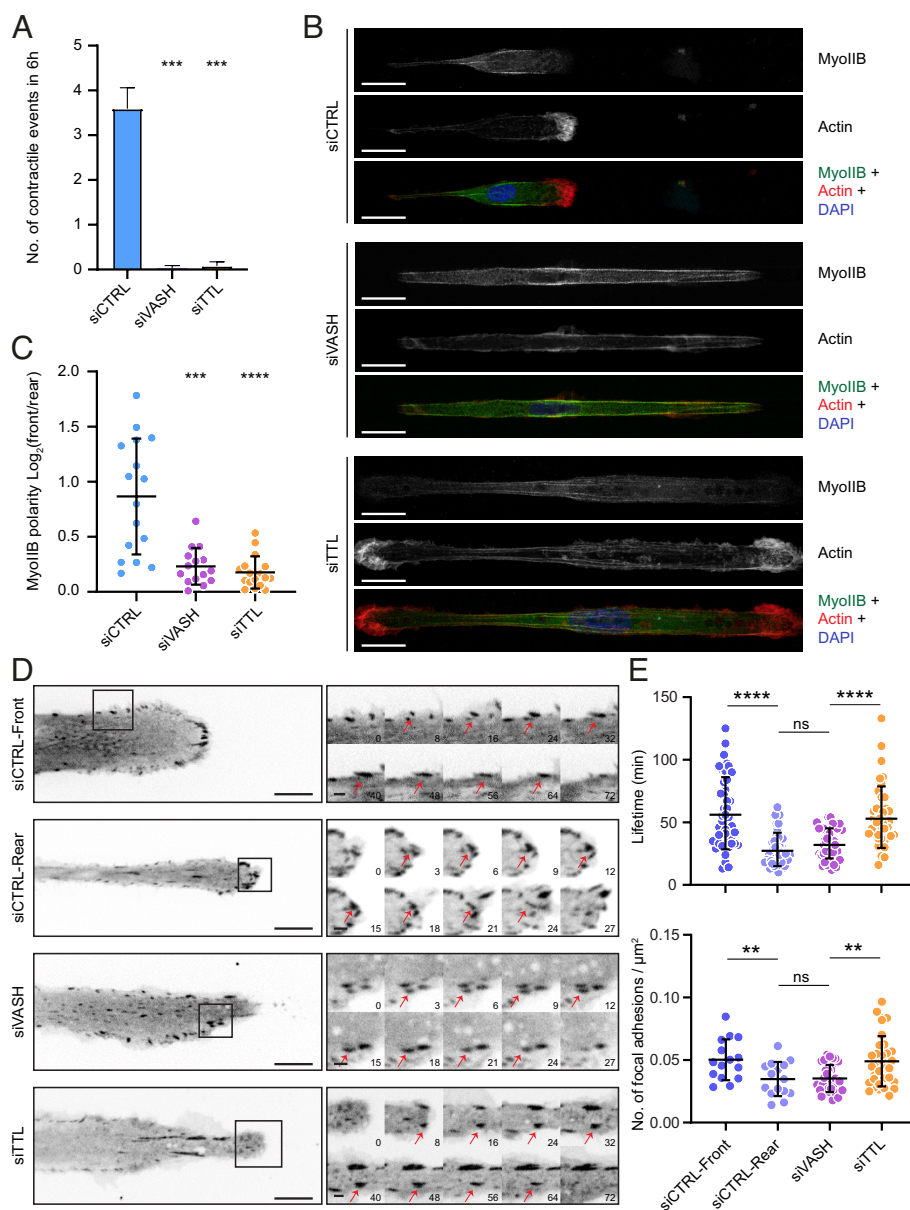 A
No. of contractile events in 6h
5
4
3
2
1
0
***
***
siCTRL
siVASH
siTTL
B
siCTRL
MyoIIB
Actin
MyoIIB +
Actin +
DAPI
siVASH
MyoIIB
Actin
MyoIIB +
Actin +
DAPI
siTTL
MyoIIB
Actin
MyoIIB +
Actin +
DAPI
C
MyoIIB polarity Log2(front/rear)
2.0
1.5
1.0
0.5
0.0
***
****
siCTRL
siVASH
siTTL
D
siCTRL-Front
0 8 16 24 32
40 48 56 64 72
siCTRL-Rear
0 3 6 9 12
15 18 21 24 27
siVASH
0 3 6 9 12
15 18 21 24 27
siTTL
0 8 16 24 32
40 48 56 64 72
E
Lifetime (min)
150
100
50
0
****
ns
****
No. of focal adhesions / µm²
0.15
0.10
0.05
0.00
**
ns
**
siCTRL-Front
siCTRL-Rear
siVASH
siTTL